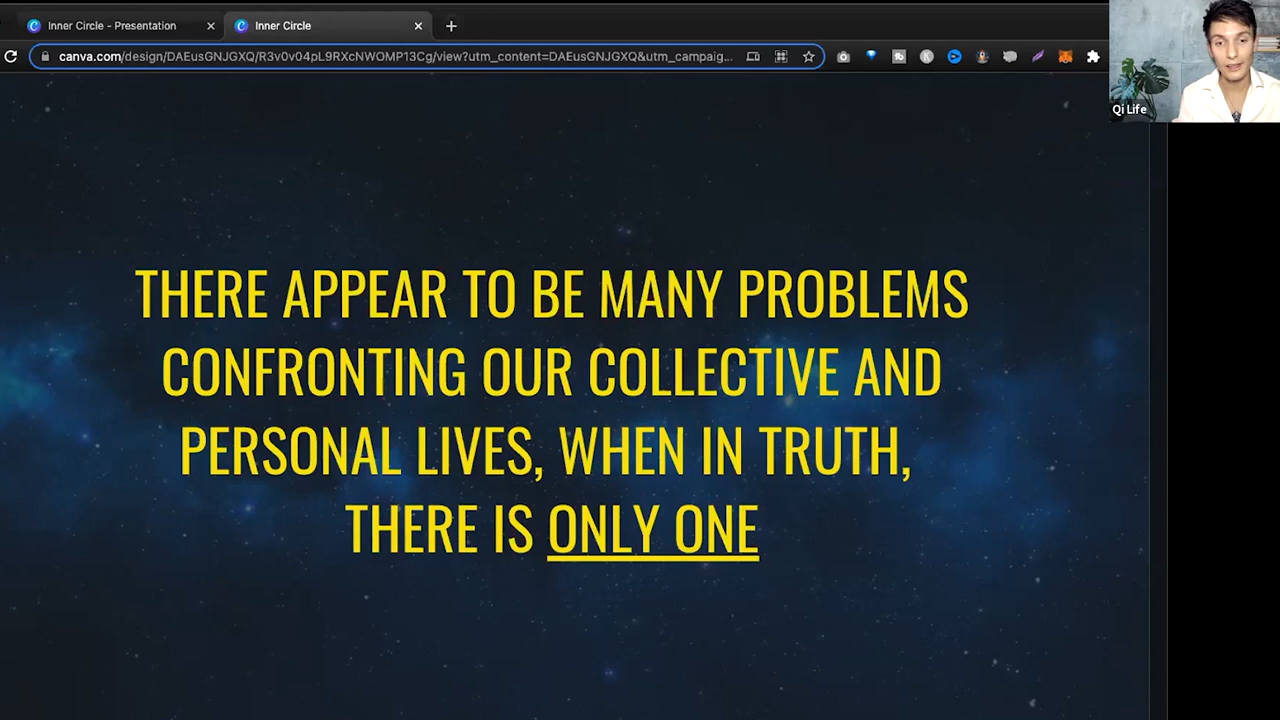 Inner Circle - Presentation
Inner Circle
canva.com/design/DAEusGNJGXQ/R3v0v04pL9RXcNWOMP13Cg/view?utm_content=DAEusGNJGXQ&utm_campaig...
Qi Life
THERE APPEAR TO BE MANY PROBLEMS
CONFRONTING OUR COLLECTIVE AND
PERSONAL LIVES, WHEN IN TRUTH,
THERE IS ONLY ONE